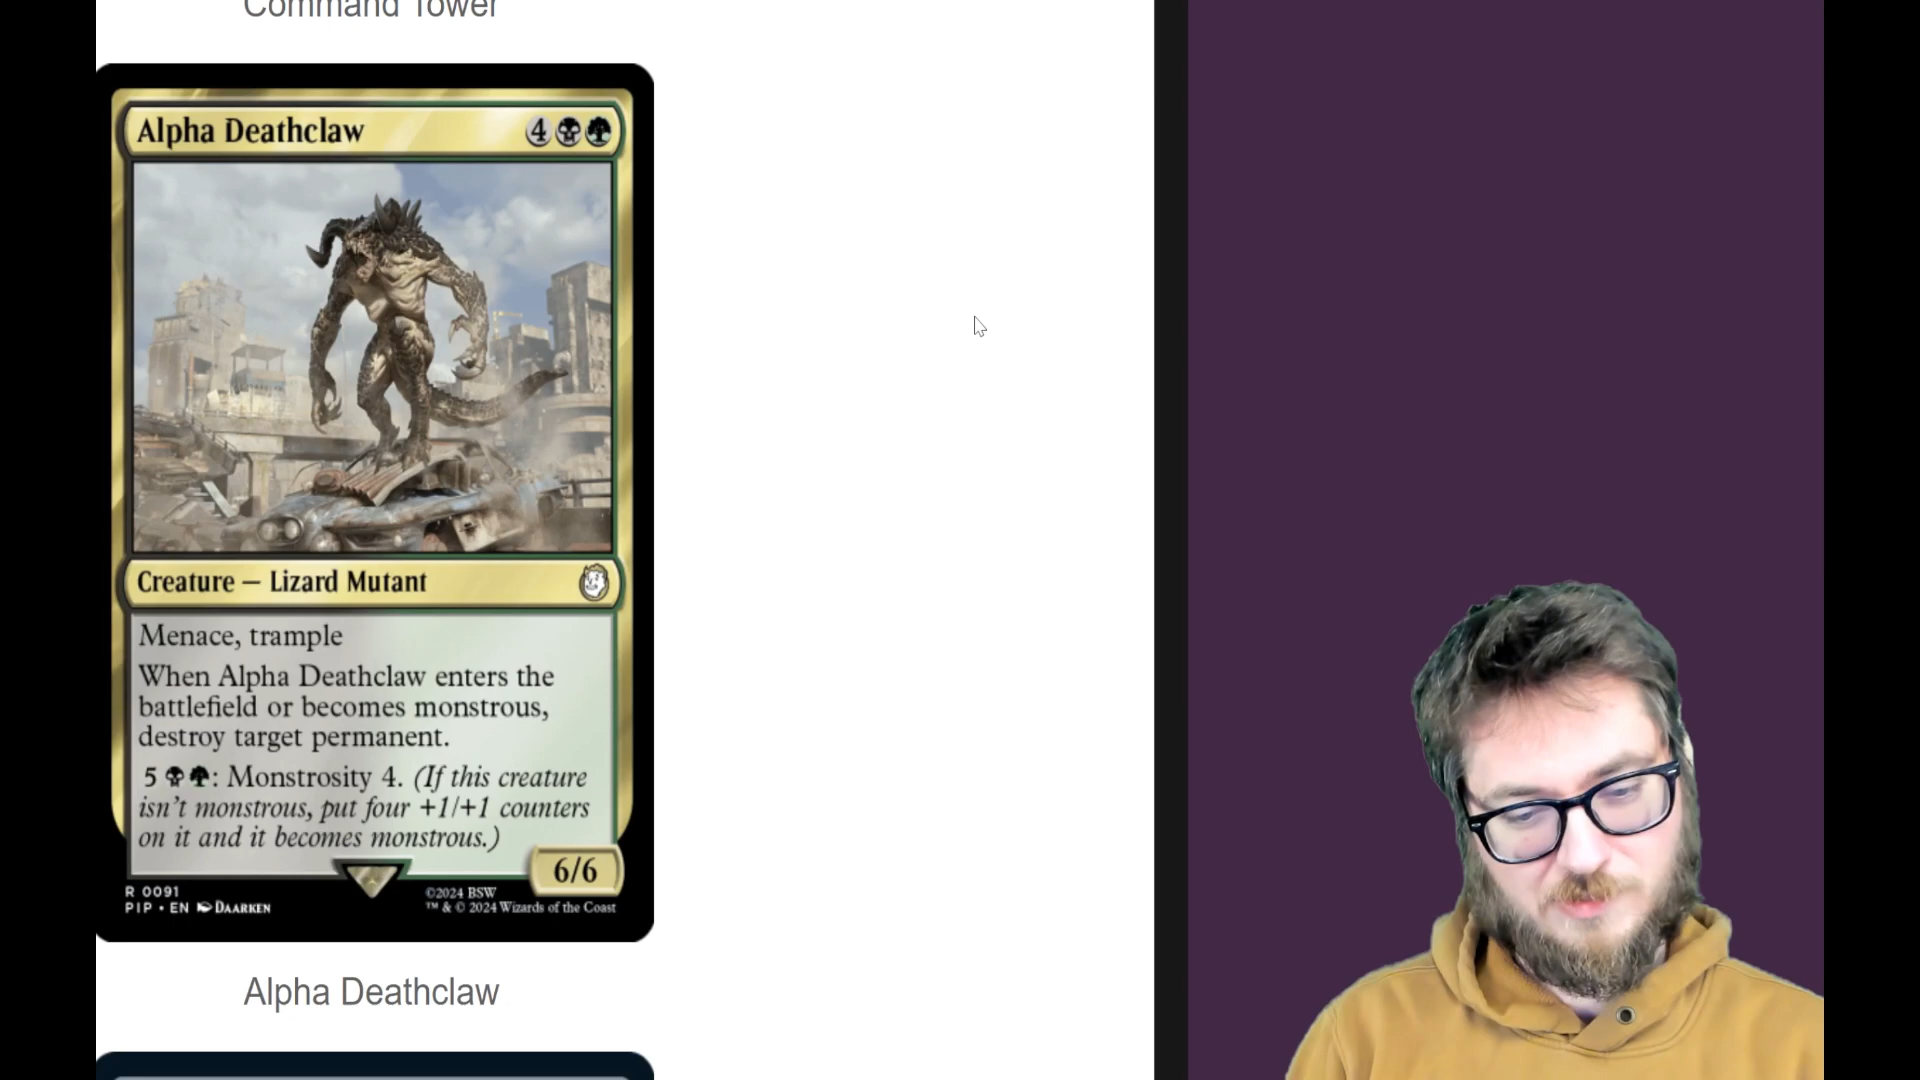 Command Tower
Alpha Deathclaw 4
Creature — Lizard Mutant
Menace, trample
When Alpha Deathclaw enters the
battlefield or becomes monstrous,
destroy target permanent.
5 : Monstrosity 4. (If this creature
isn't monstrous, put four +1/+1 counters
on it and it becomes monstrous.)
6/6
R 0091
PIP • EN DAARKEN
©2024 BSW
™ & © 2024 Wizards of the Coast
Alpha Deathclaw